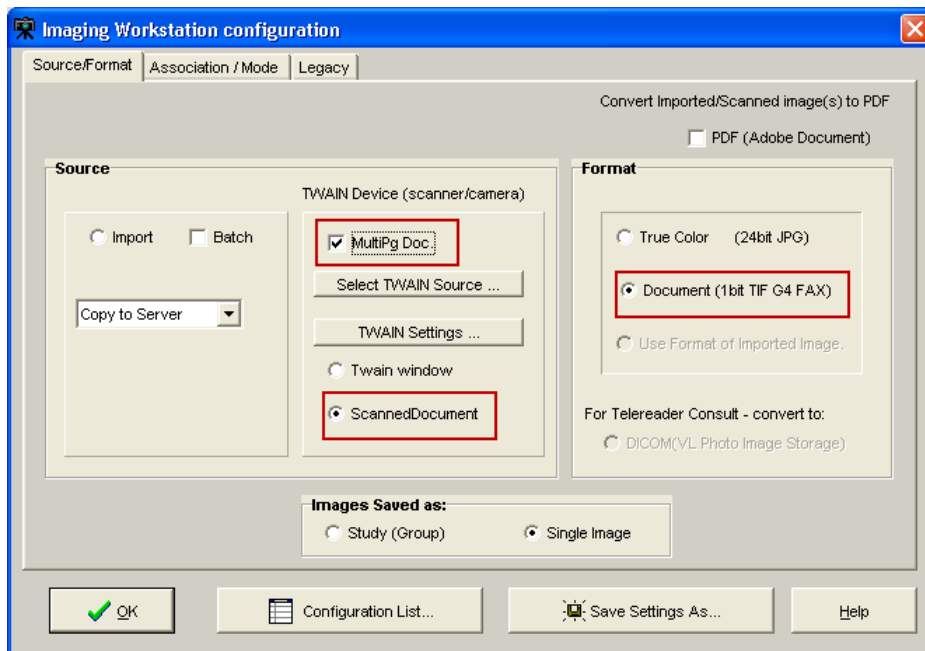 Imaging Workstation configuration
Source/Format Association / Mode Legacy
Convert Imported/Scanned image(s) to PDF
PDF (Adobe Document)
Source
TWAIN Device (scanner/camera)
Import Batch
Copy to Server
MultiPg Doc.
Select TWAIN Source ...
TWAIN Settings ...
Twain window
ScannedDocument
Format
True Color (24bit JPG)
Document (1bit TIF G4 FAX)
Use Format of Imported Image.
For Telereader Consult - convert to:
DICOM(VL Photo Image Storage)
Images Saved as:
Study (Group) Single Image
OK Configuration List... Save Settings As... Help